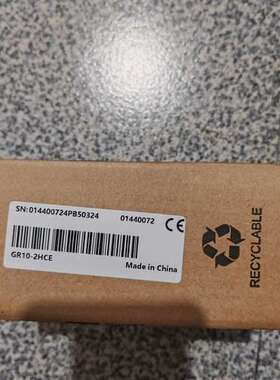 SN:014400724PB50324 01440072 CE
GR10-2HCE
Made in China
RECYCLABLE